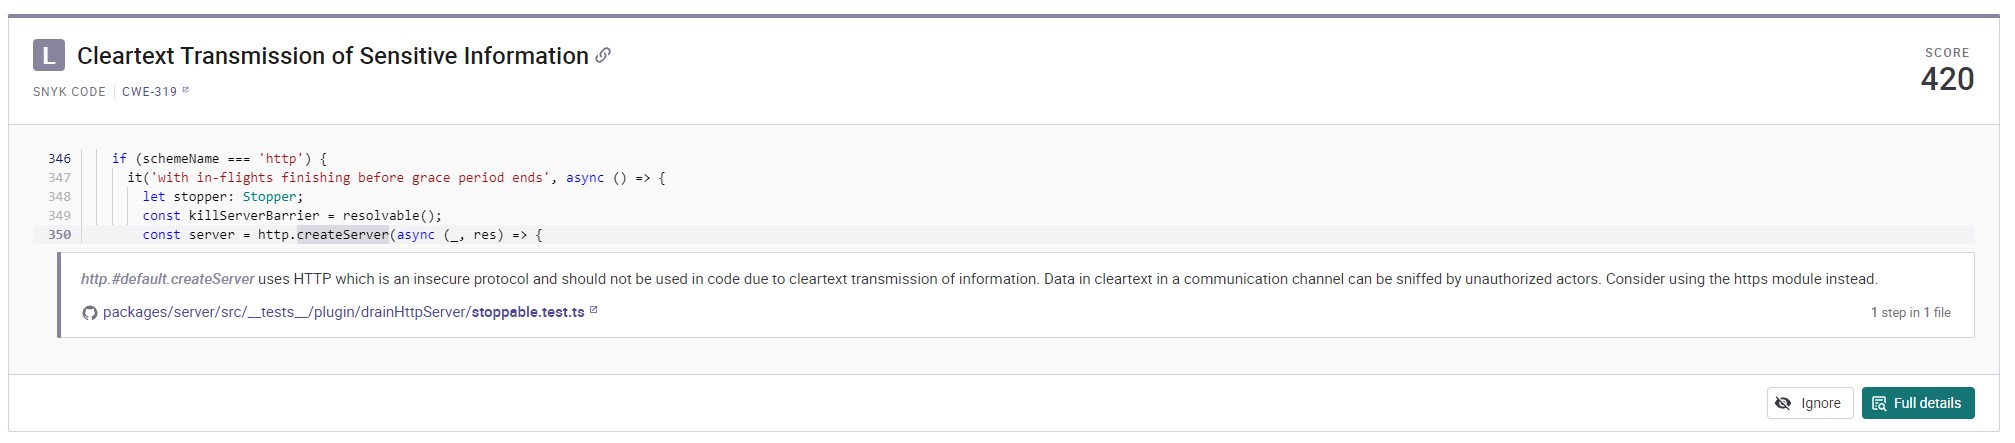 L Cleartext Transmission of Sensitive Information
SCORE
420
SNYK CODE CWE-319
346 if (schemeName === 'http') {
347 it('with in-flights finishing before grace period ends', async () => {
348 let stopper: Stopper;
349 const killServerBarrier = resolvable();
350 const server = http.createServer(async (_, res) => {
http.#default.createServer uses HTTP which is an insecure protocol and should not be used in code due to cleartext transmission of information. Data in cleartext in a communication channel can be sniffed by unauthorized actors. Consider using the https module instead.
packages/server/src/__tests__/plugin/drainHttpServer/stoppable.test.ts
1 step in 1 file
Ignore
Full details